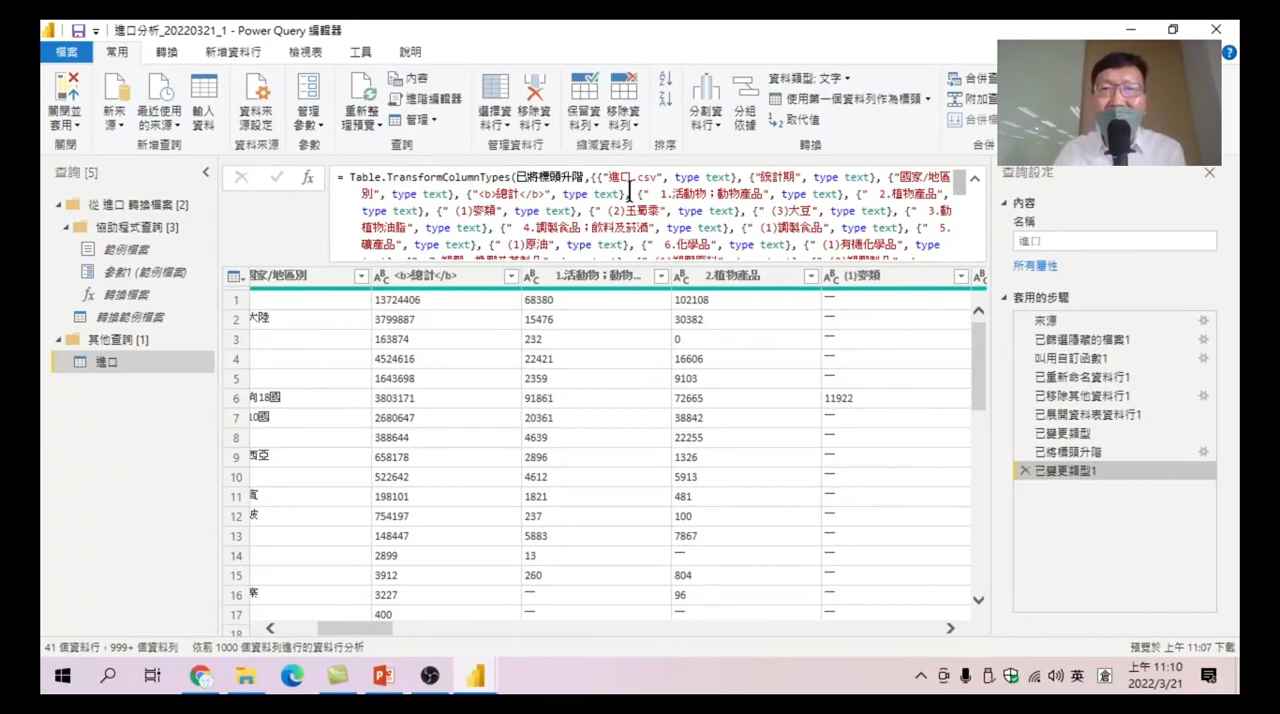 進口分析_20220321_1 - Power Query 編輯器
檔案 常用 轉換 新增資料行 檢視表 工具 說明
關閉並套用 新來源 最近使用的來源 輸入資料 資料來源設定 管理參數 重新整理預覽 內容 進階編輯器 管理 選擇資料行 移除資料行 保留資料列 移除資料列 分割資料行 分組依據 資料類型: 文字 使用第一個資料列作為標頭 取代值 合併查 附加查 合併檔
關閉 新增查詢 資料來源 參數 查詢 管理資料行 縮減資料列 排序 轉換 合併
查詢 [5]
從 進口 轉換檔案 [2]
協助程式查詢 [3]
範例檔案
參數1 (範例檔案)
轉換檔案
轉換範例檔案
其他查詢 [1]
進口
fx = Table.TransformColumnTypes(已將標頭升階,{{"進口.csv", type text}, {"統計期", type text}, {"國家/地區
別", type text}, {"<b>總計</b>", type text}, {" 1.活動物；動物產品", type text}, {" 2.植物產品",
type text}, {" (1)麥類", type text}, {" (2)玉蜀黍", type text}, {" (3)大豆", type text}, {" 3.動
植物油脂", type text}, {" 4.調製食品；飲料及菸酒", type text}, {" (1)調製食品", type text}, {" 5.
礦產品", type text}, {" (1)原油", type text}, {" 6.化學品", type text}, {" (1)有機化學品", type
國家/地區別 <b>總計</b> 1.活動物；動物... 2.植物產品 (1)麥類
1 13724406 68380 102108 —
2 大陸 3799887 15476 30382 —
3 163874 232 0 —
4 4524616 22421 16606 —
5 1643698 2359 9103 —
6 向18國 3803171 91861 72665 11922
7 10國 2680647 20361 38842 —
8 388644 4639 22255 —
9 西亞 658178 2896 1326 —
10 522642 4612 5913 —
11 198101 1821 481 —
12 754197 237 100 —
13 148447 5883 7867 —
14 2899 13 — —
15 3912 260 804 —
16 3227 — 96 —
17 400 — — —
18
查詢設定
內容
名稱
進口
所有屬性
套用的步驟
來源
已篩選隱藏的檔案1
叫用自訂函數1
已重新命名資料行1
已移除其他資料行1
已展開資料表資料行1
已變更類型
已將標頭升階
已變更類型1
41 個資料行，999+ 個資料列 依前 1000 個資料列進行的資料行分析 預覽於 上午 11:07 下載
英 倉 上午 11:10
2022/3/21